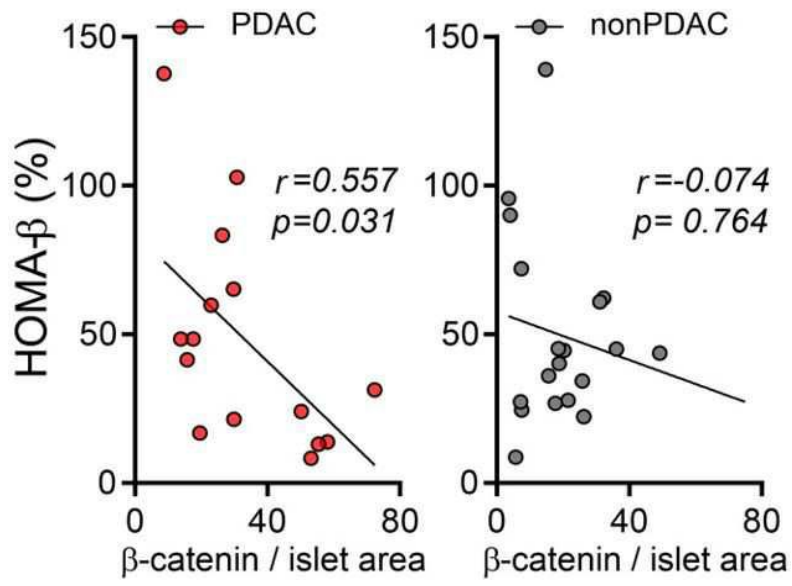 PDAC
nonPDAC
HOMA-β (%)
150
100
50
0
r=0.557
p=0.031
0 40 80
β-catenin / islet area
150
100
50
0
r=-0.074
p= 0.764
0 40 80
β-catenin / islet area